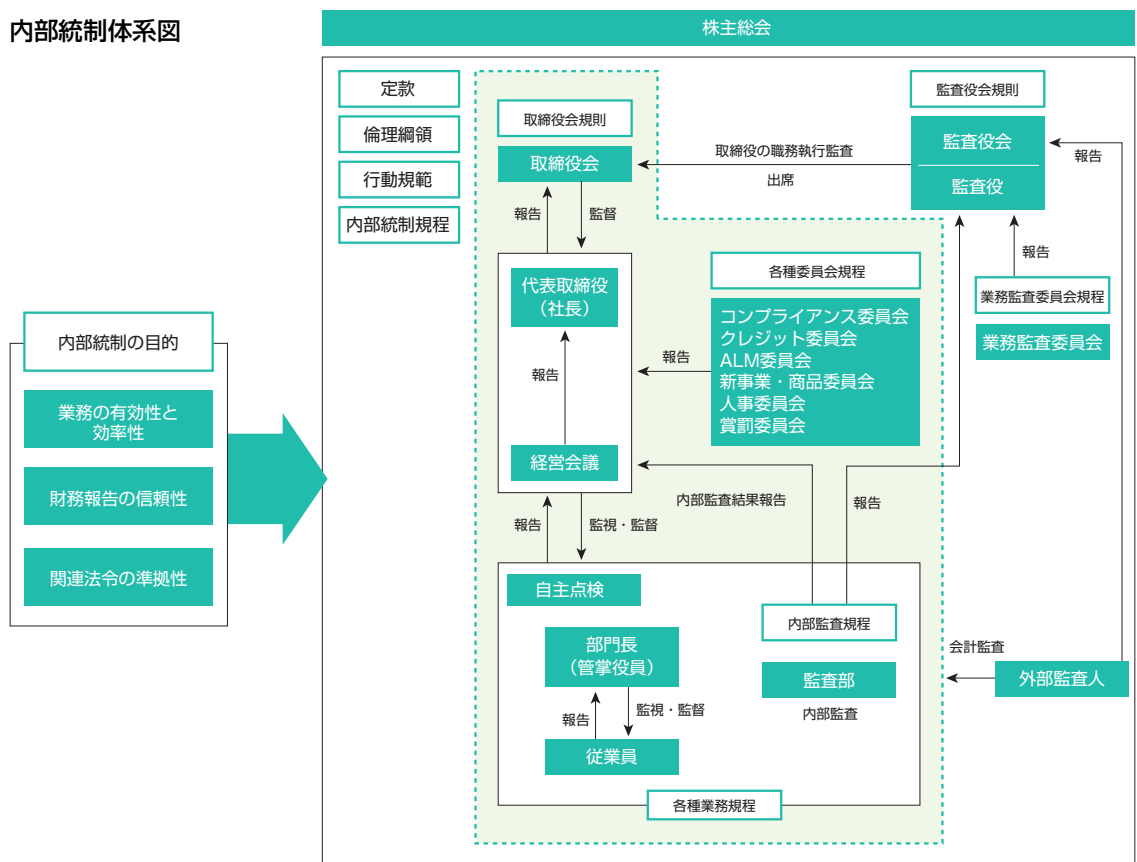 内部統制体系図
株主総会
定款
倫理綱領
行動規範
内部統制規程
取締役会規則
取締役会
取締役の職務執行監査
出席
監査役会規則
監査役会
監査役
報告
報告
監督
報告
業務監査委員会規程
業務監査委員会
代表取締役
（社長）
報告
経営会議
各種委員会規程
コンプライアンス委員会
クレジット委員会
ALM委員会
新事業・商品委員会
人事委員会
賞罰委員会
報告
内部統制の目的
業務の有効性と
効率性
財務報告の信頼性
関連法令の準拠性
内部監査結果報告
報告
報告
監視・監督
自主点検
部門長
（管掌役員）
報告
監視・監督
従業員
内部監査規程
監査部
内部監査
各種業務規程
会計監査
外部監査人